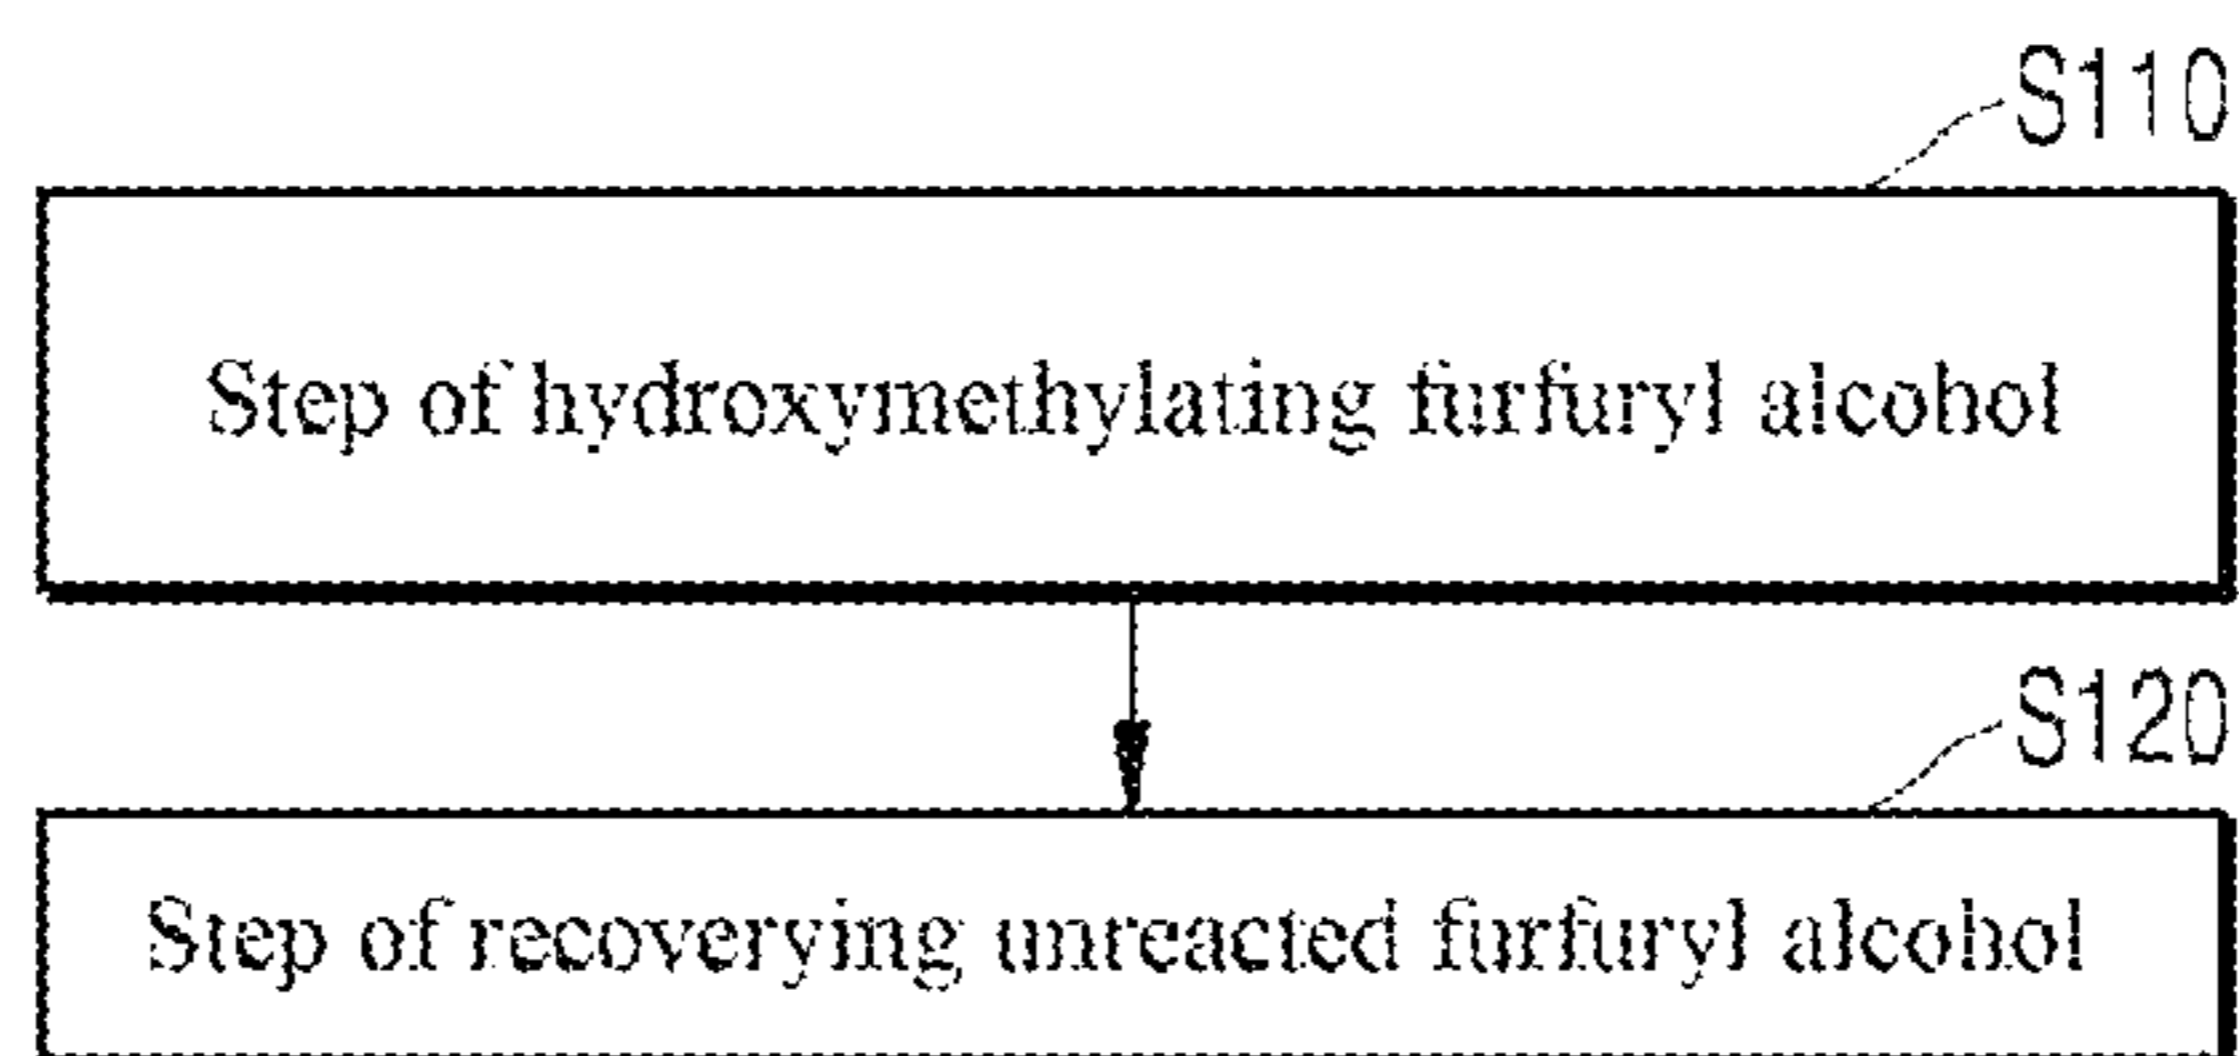 S110
Step of hydroxymethylating furfuryl alcohol
S120
Step of recoverying unreacted furfuryl alcohol